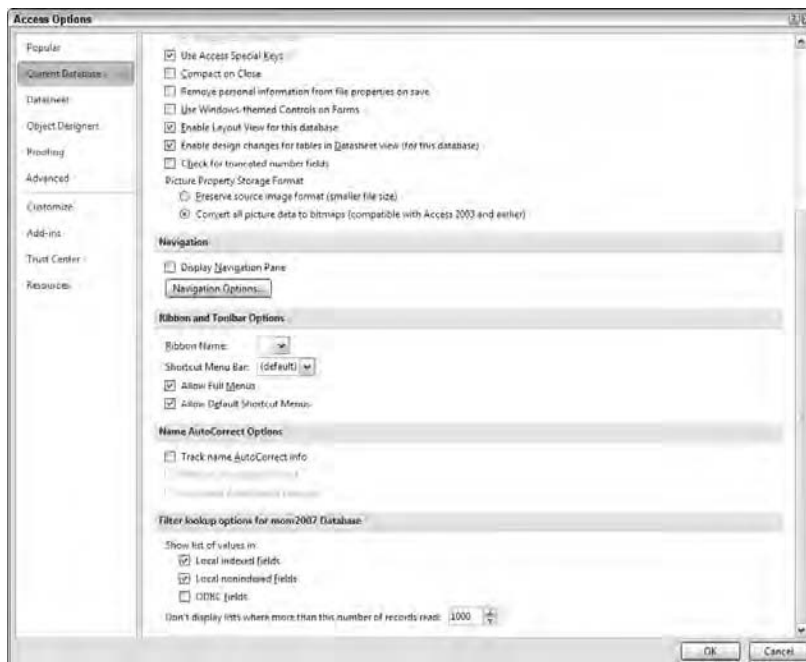 Access Options
Popular
Current Database
Datasheet
Object Designers
Proofing
Advanced
Customize
Add-ins
Trust Center
Resources
Use Access Special Keys
Compact on Close
Remove personal information from file properties on save
Use Windows-themed Controls on Forms
Enable Layout View for this database
Enable design changes for tables in Datasheet view (for this database)
Check for truncated number fields
Picture Property Storage Format
Preserve source image format (smaller file size)
Convert all picture data to bitmaps (compatible with Access 2003 and earlier)
Navigation
Display Navigation Pane
Navigation Options...
Ribbon and Toolbar Options
Ribbon Name:
Shortcut Menu Bar: (default)
Allow Full Menus
Allow Default Shortcut Menus
Name AutoCorrect Options
Track name AutoCorrect info
Filter lookup options for mom2007 Database
Show list of values in
Local indexed fields
Local nonindexed fields
ODBC fields
Don't display lists where more than this number of records read: 1000
OK Cancel